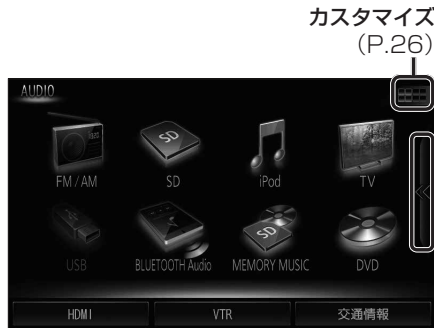 カスタマイズ
(P.26)
AUDIO
FM / AM
SD
iPod
TV
USB
BLUETOOTH Audio
MEMORY MUSIC
DVD
HDMI
VTR
交通情報